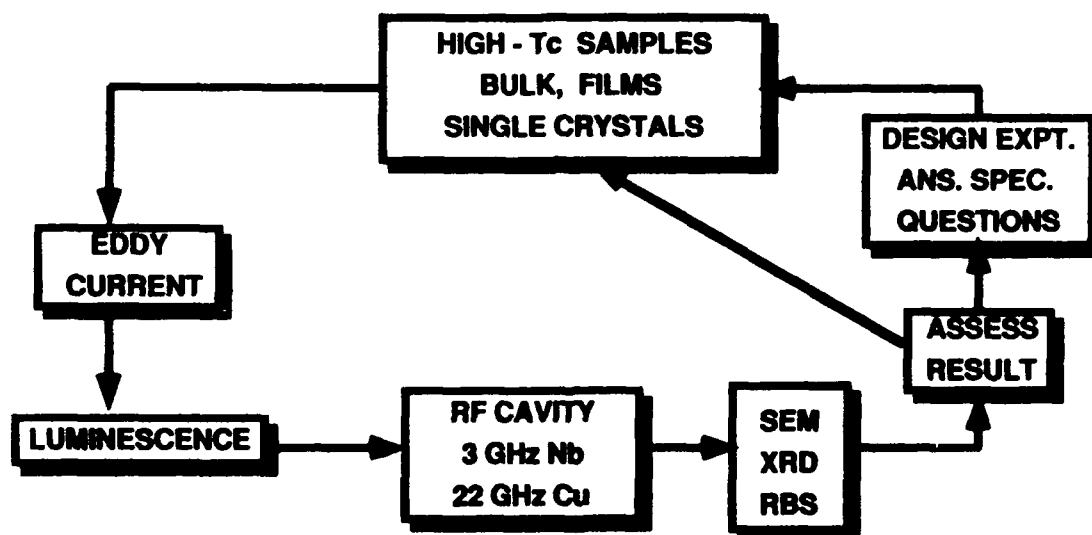 HIGH - Tc SAMPLES
BULK, FILMS
SINGLE CRYSTALS
DESIGN EXPT.
ANS. SPEC.
QUESTIONS
EDDY
CURRENT
ASSESS
RESULT
LUMINESCENCE
RF CAVITY
3 GHz Nb
22 GHz Cu
SEM
XRD
RBS